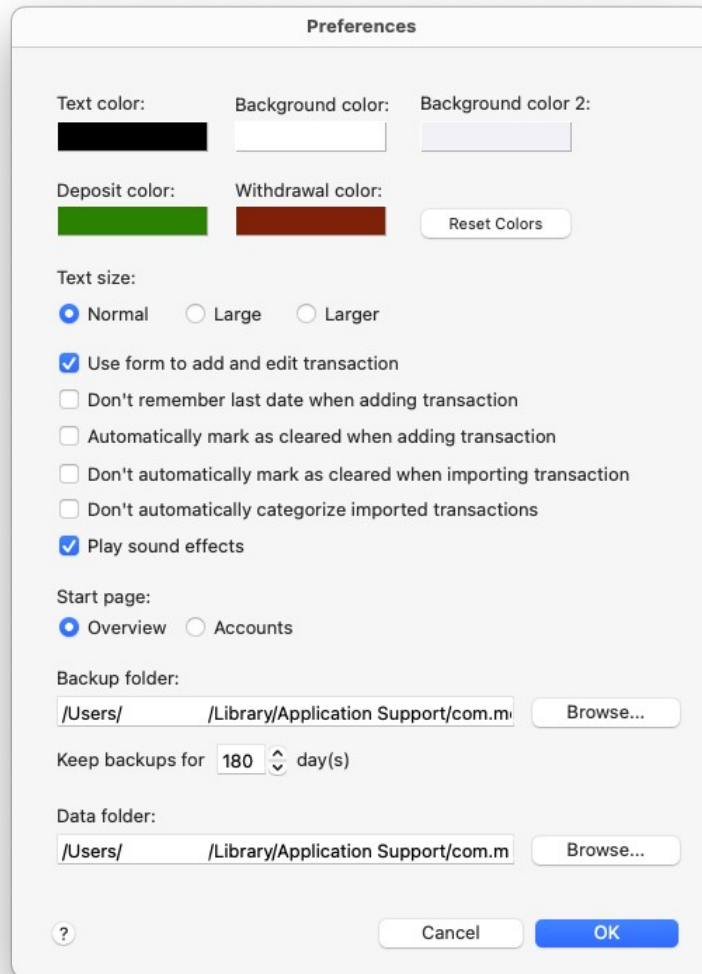 Preferences
Text color: Background color: Background color 2:
Deposit color: Withdrawal color:
Reset Colors
Text size:
Normal Large Larger
Use form to add and edit transaction
Don't remember last date when adding transaction
Automatically mark as cleared when adding transaction
Don't automatically mark as cleared when importing transaction
Don't automatically categorize imported transactions
Play sound effects
Start page:
Overview Accounts
Backup folder:
/Users/ /Library/Application Support/com.m Browse...
Keep backups for 180 day(s)
Data folder:
/Users/ /Library/Application Support/com.m Browse...
? Cancel OK